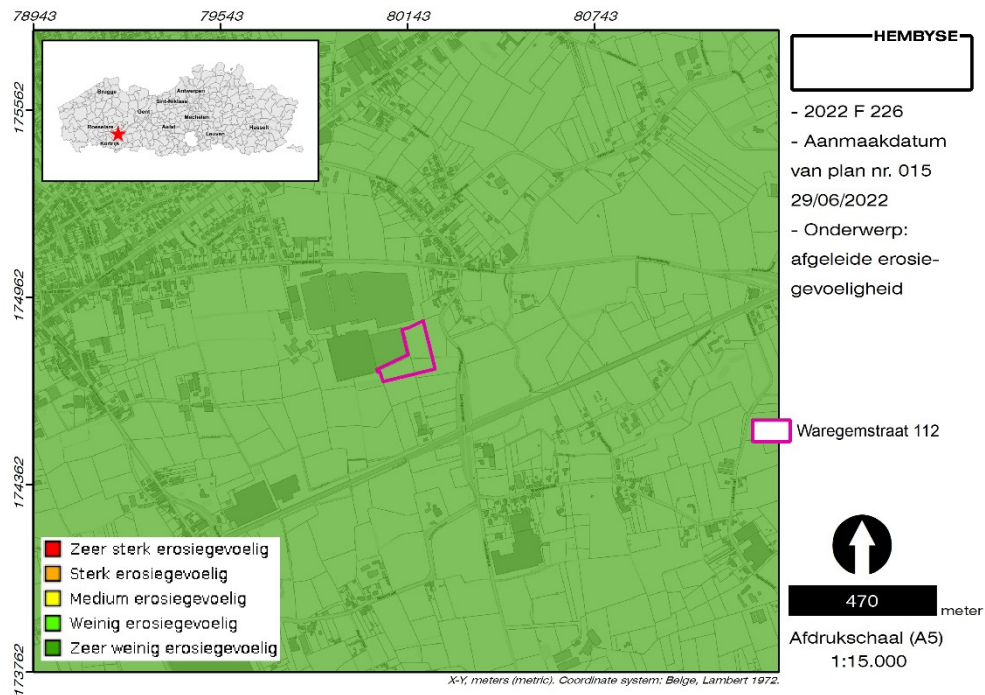 78943
79543
80143
80743
175562
174962
174362
173762
Brugge
Antwerpen
Sint-Niklaas
Gent
Mechelen
Roeselare
Aalst
Leuven
Hasselt
Kortrijk
Zeer sterk erosiegevoelig
Sterk erosiegevoelig
Medium erosiegevoelig
Weinig erosiegevoelig
Zeer weinig erosiegevoelig
X-Y, meters (metric). Coordinate system: Belge, Lambert 1972.
HEMBYSE
- 2022 F 226
- Aanmaakdatum
van plan nr. 015
29/06/2022
- Onderwerp:
afgeleide erosie-
gevoeligheid
Waregemstraat 112
470
meter
Afdrukschaal (A5)
1:15.000